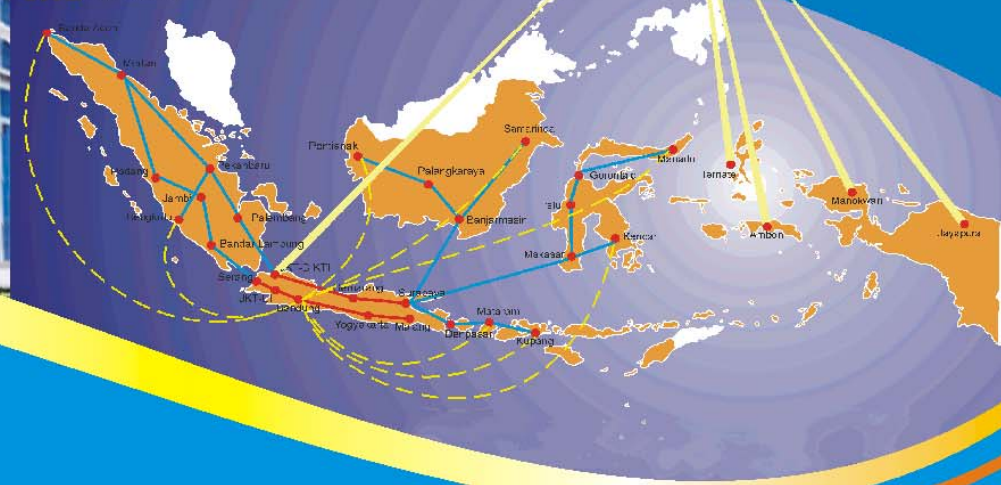 Medan
Pontianak
Samarinda
Manado
Padang
Pekanbaru
Palangkaraya
Gorontalo
Ternate
Jambi
Manokwari
Palembang
Banjarmasin
Kendari
Ambon
Jayapura
Bandar Lampung
Makasar
Serang
Surabaya
Bandung
Mataram
Yogyakarta
Denpasar
Kupang